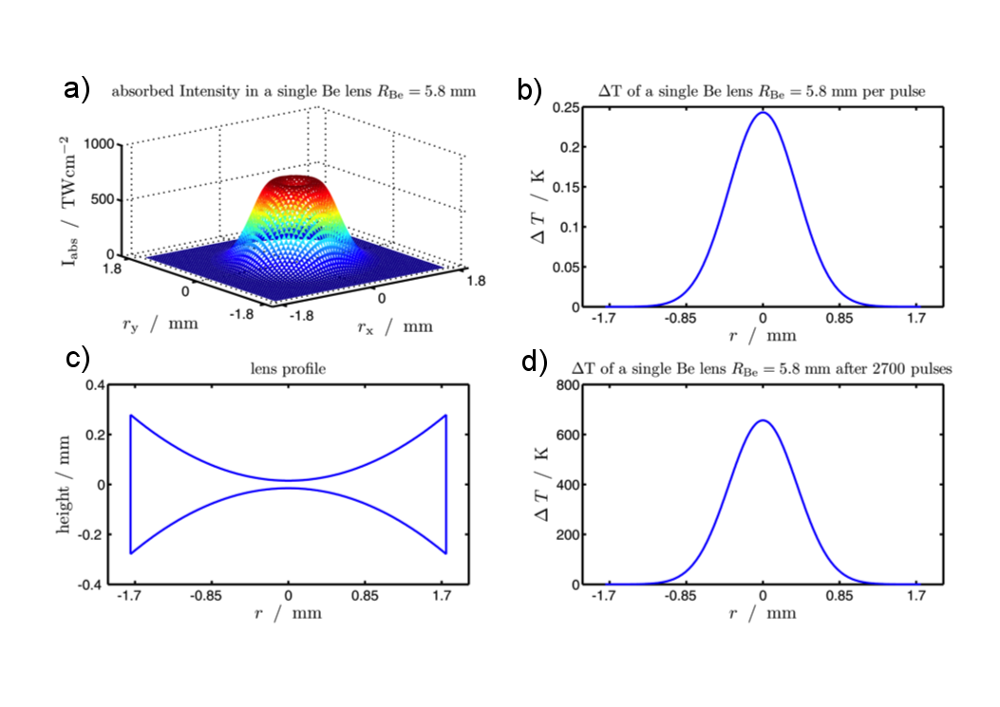 a)
absorbed Intensity in a single Be lens R_Be = 5.8 mm
I_abs / TWcm^−2
1000
500
0
1.8
0
-1.8
r_y / mm
-1.8
0
1.8
r_x / mm
b)
ΔT of a single Be lens R_Be = 5.8 mm per pulse
Δ T / K
0.25
0.2
0.15
0.1
0.05
0
-1.7
-0.85
0
0.85
1.7
r / mm
c)
lens profile
height / mm
0.4
0.2
0
-0.2
-0.4
-1.7
-0.85
0
0.85
1.7
r / mm
d)
ΔT of a single Be lens R_Be = 5.8 mm after 2700 pulses
Δ T / K
800
600
400
200
0
-1.7
-0.85
0
0.85
1.7
r / mm